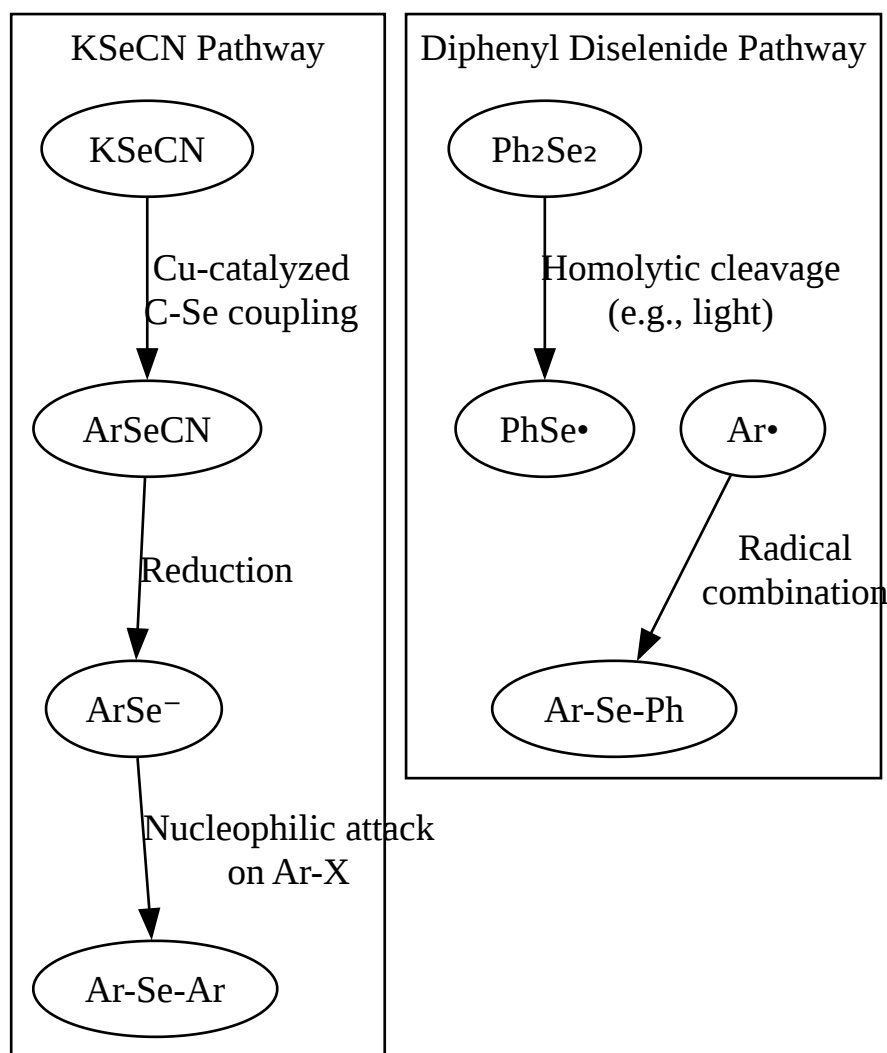 KSeCN Pathway
KSeCN
Cu-catalyzed
C-Se coupling
ArSeCN
Reduction
ArSe⁻
Nucleophilic attack
on Ar-X
Ar-Se-Ar
Diphenyl Diselenide Pathway
Ph₂Se₂
Homolytic cleavage
(e.g., light)
PhSe•
Ar•
Radical
combination
Ar-Se-Ph